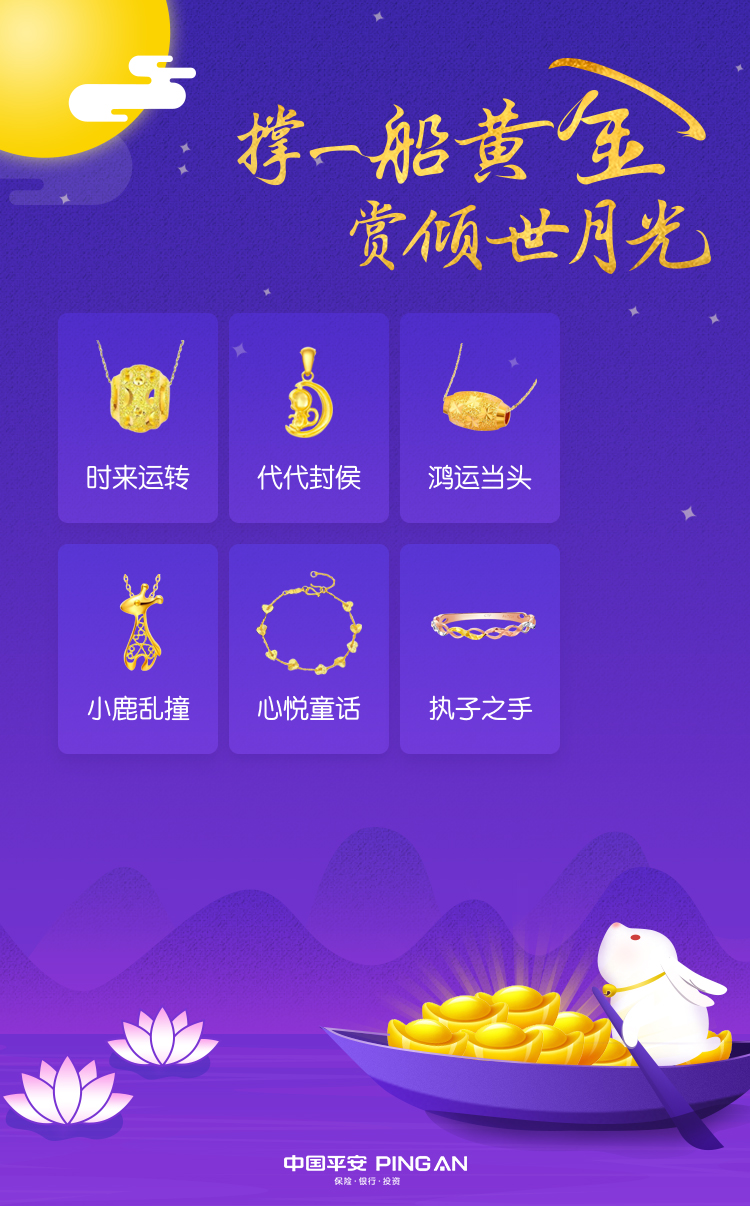 撑一船黄金
赏倾世月光
时来运转
代代封侯
鸿运当头
小鹿乱撞
心悦童话
执子之手
中国平安 PING AN
保险·银行·投资